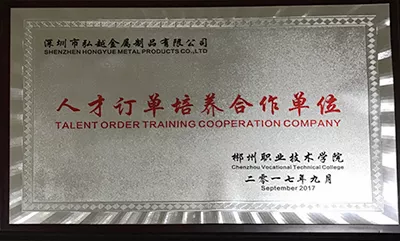 深圳市弘越金属制品有限公司
SHENZHEN HONGYUE METAL PRODUCTS CO.,LTD
人才订单培养合作单位
TALENT ORDER TRAINING COOPERATION COMPANY
郴州职业技术学院
Chenzhou Vocational Technical College
二零一七年九月
September 2017